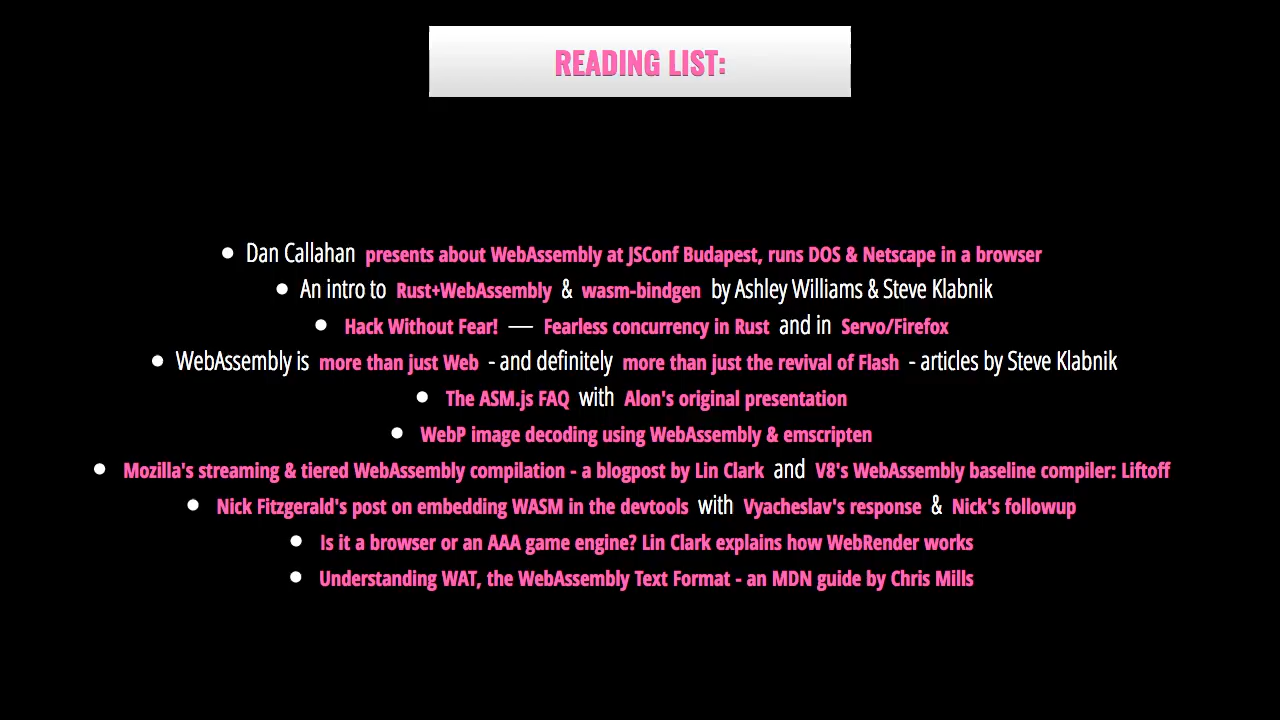 READING LIST:
• Dan Callahan presents about WebAssembly at JSConf Budapest, runs DOS & Netscape in a browser
• An intro to Rust+WebAssembly & wasm-bindgen by Ashley Williams & Steve Klabnik
• Hack Without Fear! — Fearless concurrency in Rust and in Servo/Firefox
• WebAssembly is more than just Web - and definitely more than just the revival of Flash - articles by Steve Klabnik
• The ASM.js FAQ with Alon's original presentation
• WebP image decoding using WebAssembly & emscripten
• Mozilla's streaming & tiered WebAssembly compilation - a blogpost by Lin Clark and V8's WebAssembly baseline compiler: Liftoff
• Nick Fitzgerald's post on embedding WASM in the devtools with Vyacheslav's response & Nick's followup
• Is it a browser or an AAA game engine? Lin Clark explains how WebRender works
• Understanding WAT, the WebAssembly Text Format - an MDN guide by Chris Mills